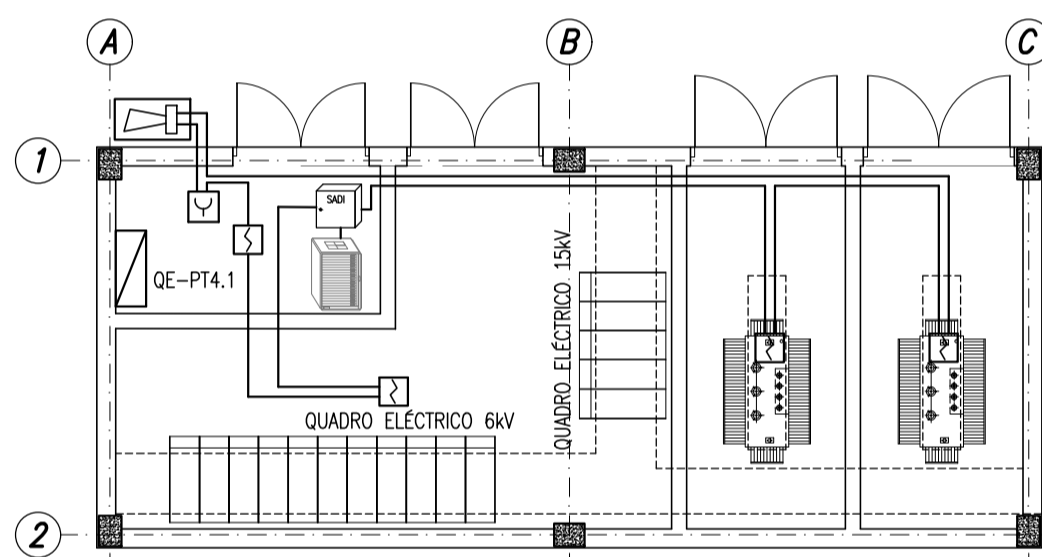 A
B
C
1
SADI
QE-PT4.1
QUADRO ELÉCTRICO 15kV
QUADRO ELÉCTRICO 6kV
2